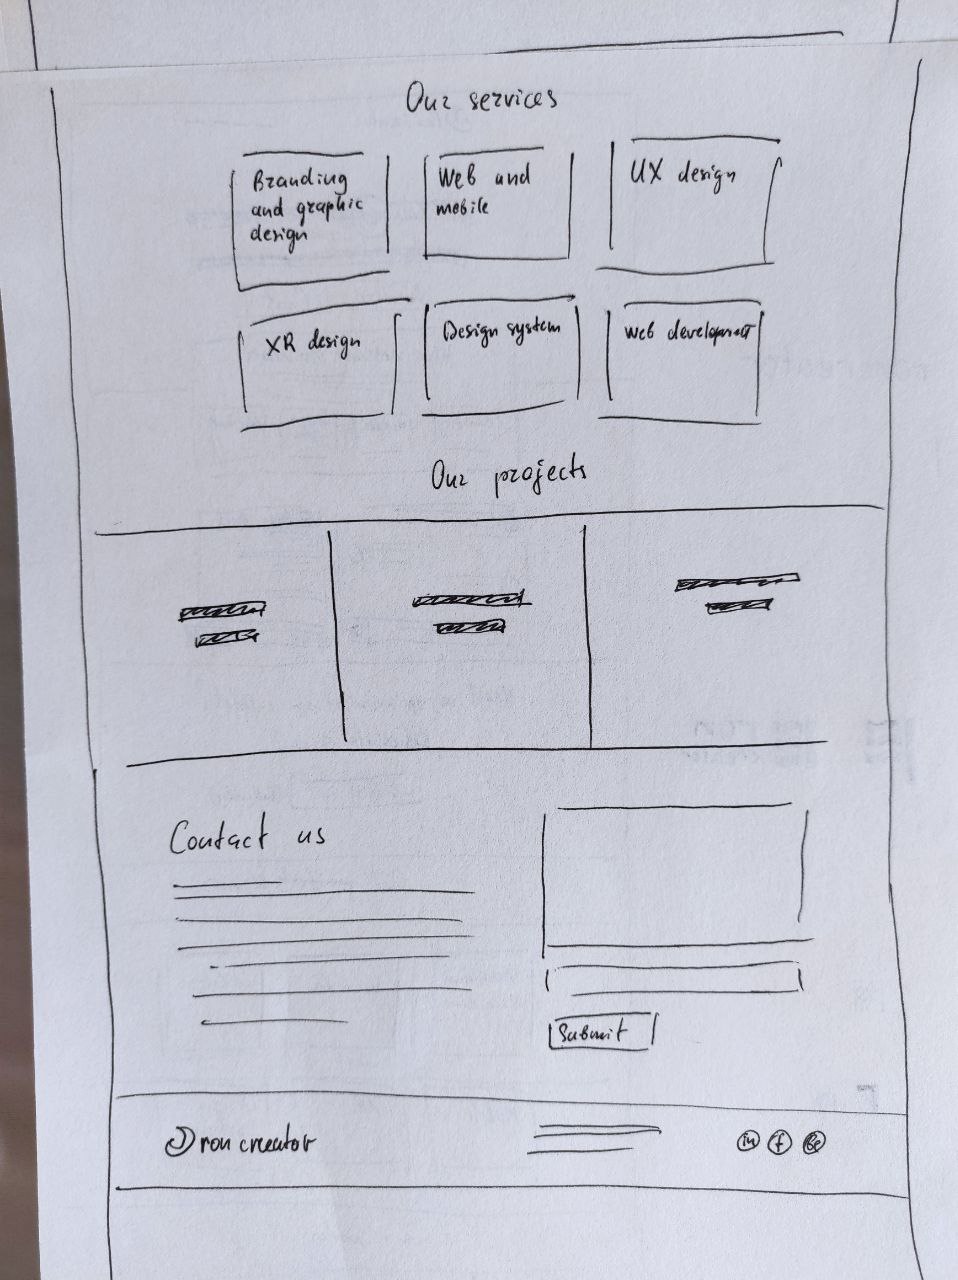 Our services
Branding
and graphic
design
Web and
mobile
UX design
XR design
Design system
Web development
Our projects
Contact us
Submit
ron creator
in f Be